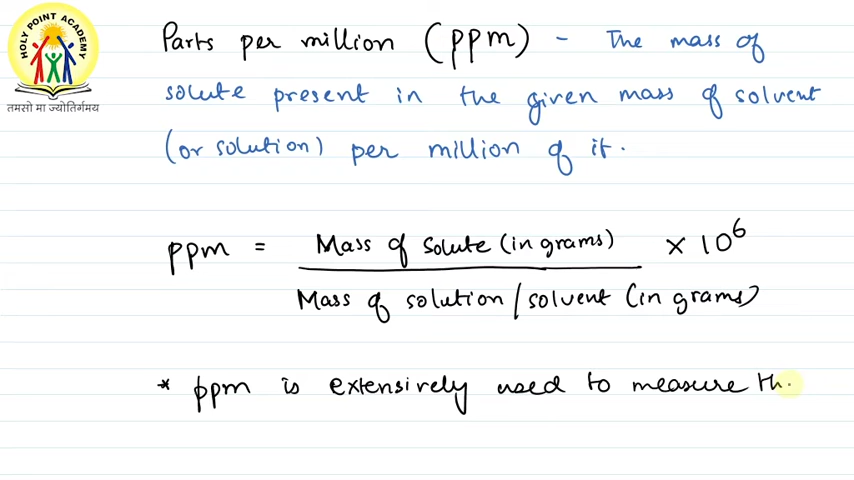 HOLY POINT ACADEMY
तमसो मा ज्योतिर्गमय
Parts per million (ppm) - The mass of
solute present in the given mass of solvent
(or solution) per million of it.
ppm = Mass of solute (in grams) × 10⁶
Mass of solution / solvent (in grams)
* ppm is extensively used to measure th